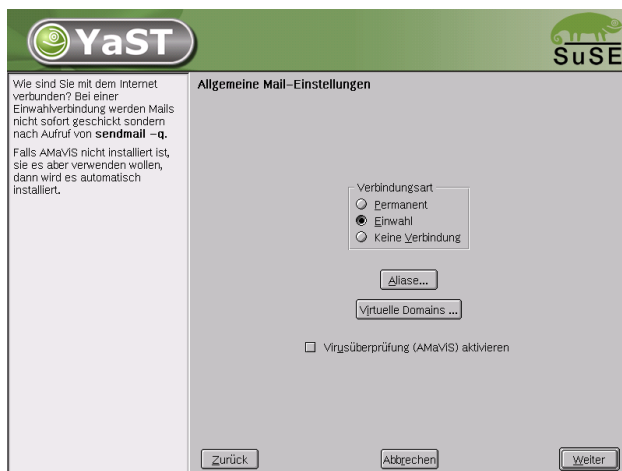 YaST
SuSE
Wie sind Sie mit dem Internet
verbunden? Bei einer
Einwahlverbindung werden Mails
nicht sofort geschickt sondern
nach Aufruf von sendmail –q.
Falls AMaViS nicht installiert ist,
sie es aber verwenden wollen,
dann wird es automatisch
installiert.
Allgemeine Mail–Einstellungen
Verbindungsart
Permanent
Einwahl
Keine Verbindung
Aliase...
Virtuelle Domains ...
Virusüberprüfung (AMaViS) aktivieren
Zurück
Abbrechen
Weiter